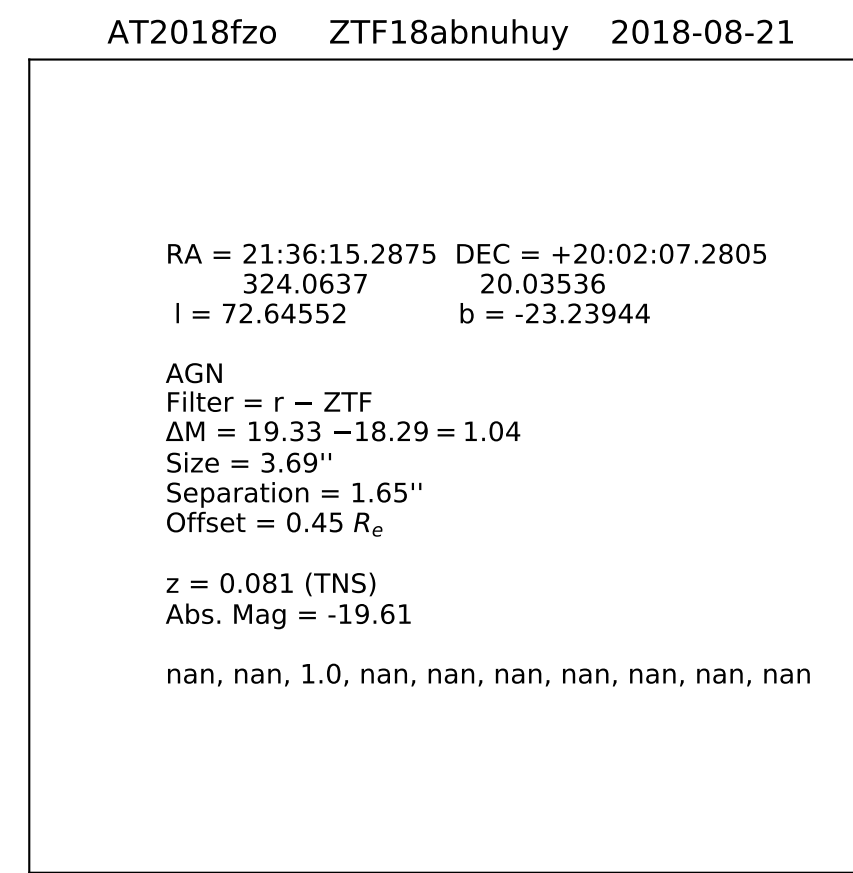 AT2018fzo ZTF18abnuhuy 2018-08-21
RA = 21:36:15.2875 DEC = +20:02:07.2805
324.0637 20.03536
l = 72.64552 b = -23.23944
AGN
Filter = r − ZTF
ΔM = 19.33 −18.29 = 1.04
Size = 3.69''
Separation = 1.65''
Offset = 0.45 Rₑ
z = 0.081 (TNS)
Abs. Mag = -19.61
nan, nan, 1.0, nan, nan, nan, nan, nan, nan, nan